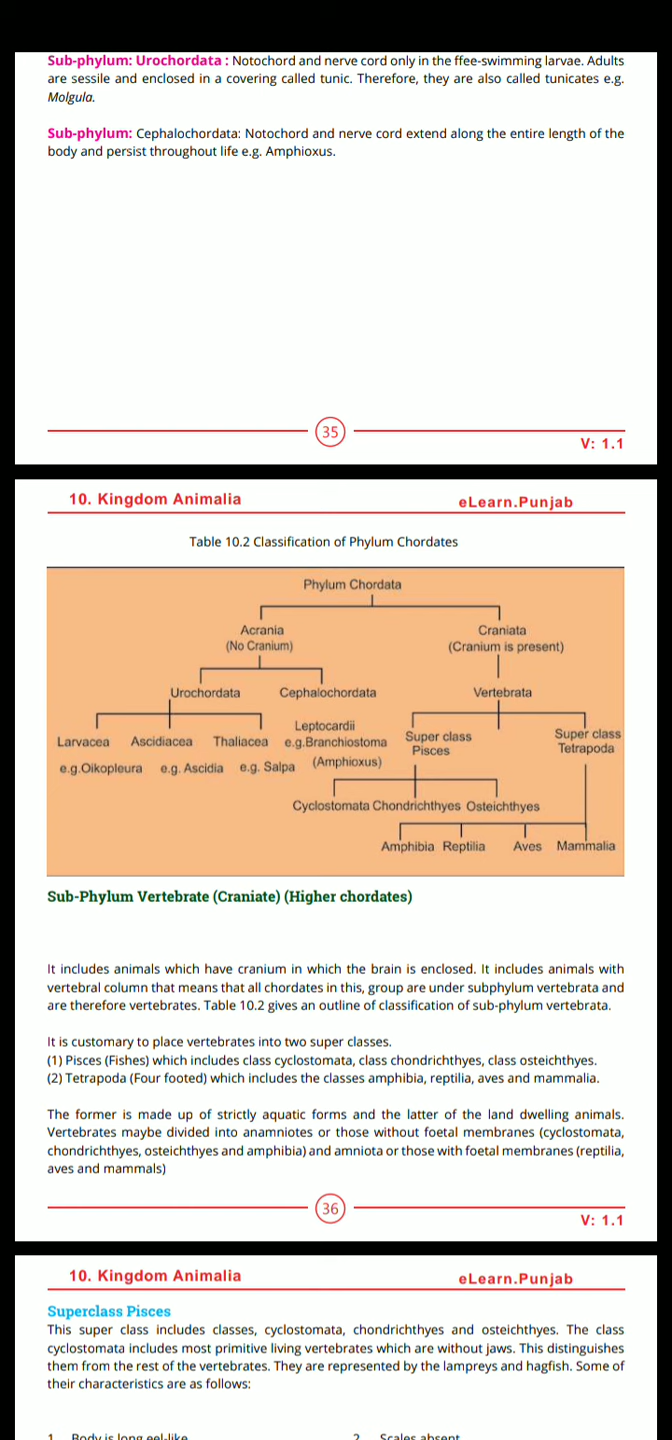 Sub-phylum: Urochordata : Notochord and nerve cord only in the ffee-swimming larvae. Adults
are sessile and enclosed in a covering called tunic. Therefore, they are also called tunicates e.g.
Molgula.
Sub-phylum: Cephalochordata: Notochord and nerve cord extend along the entire length of the
body and persist throughout life e.g. Amphioxus.
35
V: 1.1
10. Kingdom Animalia eLearn.Punjab
Table 10.2 Classification of Phylum Chordates
Phylum Chordata
Acrania Craniata
(No Cranium) (Cranium is present)
Urochordata Cephalochordata Vertebrata
Larvacea Ascidiacea Thaliacea Leptocardii Super class Super class
e.g.Branchiostoma Pisces Tetrapoda
e.g.Oikopleura e.g. Ascidia e.g. Salpa (Amphioxus)
Cyclostomata Chondrichthyes Osteichthyes
Amphibia Reptilia Aves Mammalia
Sub-Phylum Vertebrate (Craniate) (Higher chordates)
It includes animals which have cranium in which the brain is enclosed. It includes animals with
vertebral column that means that all chordates in this, group are under subphylum vertebrata and
are therefore vertebrates. Table 10.2 gives an outline of classification of sub-phylum vertebrata.
It is customary to place vertebrates into two super classes.
(1) Pisces (Fishes) which includes class cyclostomata, class chondrichthyes, class osteichthyes.
(2) Tetrapoda (Four footed) which includes the classes amphibia, reptilia, aves and mammalia.
The former is made up of strictly aquatic forms and the latter of the land dwelling animals.
Vertebrates maybe divided into anamniotes or those without foetal membranes (cyclostomata,
chondrichthyes, osteichthyes and amphibia) and amniota or those with foetal membranes (reptilia,
aves and mammals)
36
V: 1.1
10. Kingdom Animalia eLearn.Punjab
Superclass Pisces
This super class includes classes, cyclostomata, chondrichthyes and osteichthyes. The class
cyclostomata includes most primitive living vertebrates which are without jaws. This distinguishes
them from the rest of the vertebrates. They are represented by the lampreys and hagfish. Some of
their characteristics are as follows:
1 Body is long eel-like 2 Scales absent